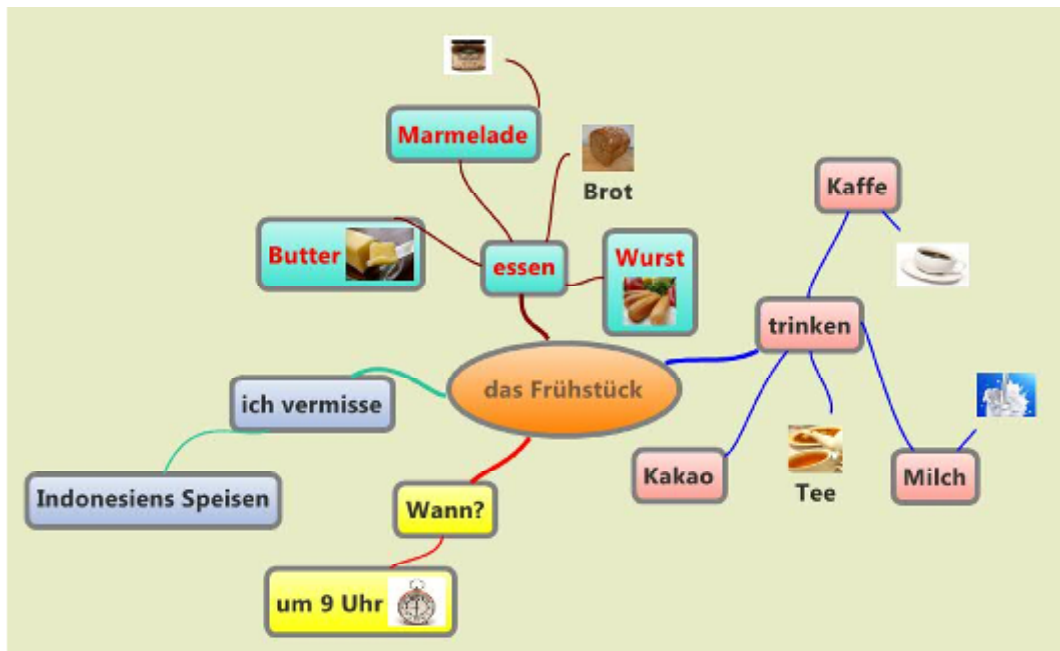 Marmelade
Brot
Kaffe
Butter
essen
Wurst
trinken
das Frühstück
ich vermisse
Kakao
Tee
Milch
Indonesiens Speisen
Wann?
um 9 Uhr